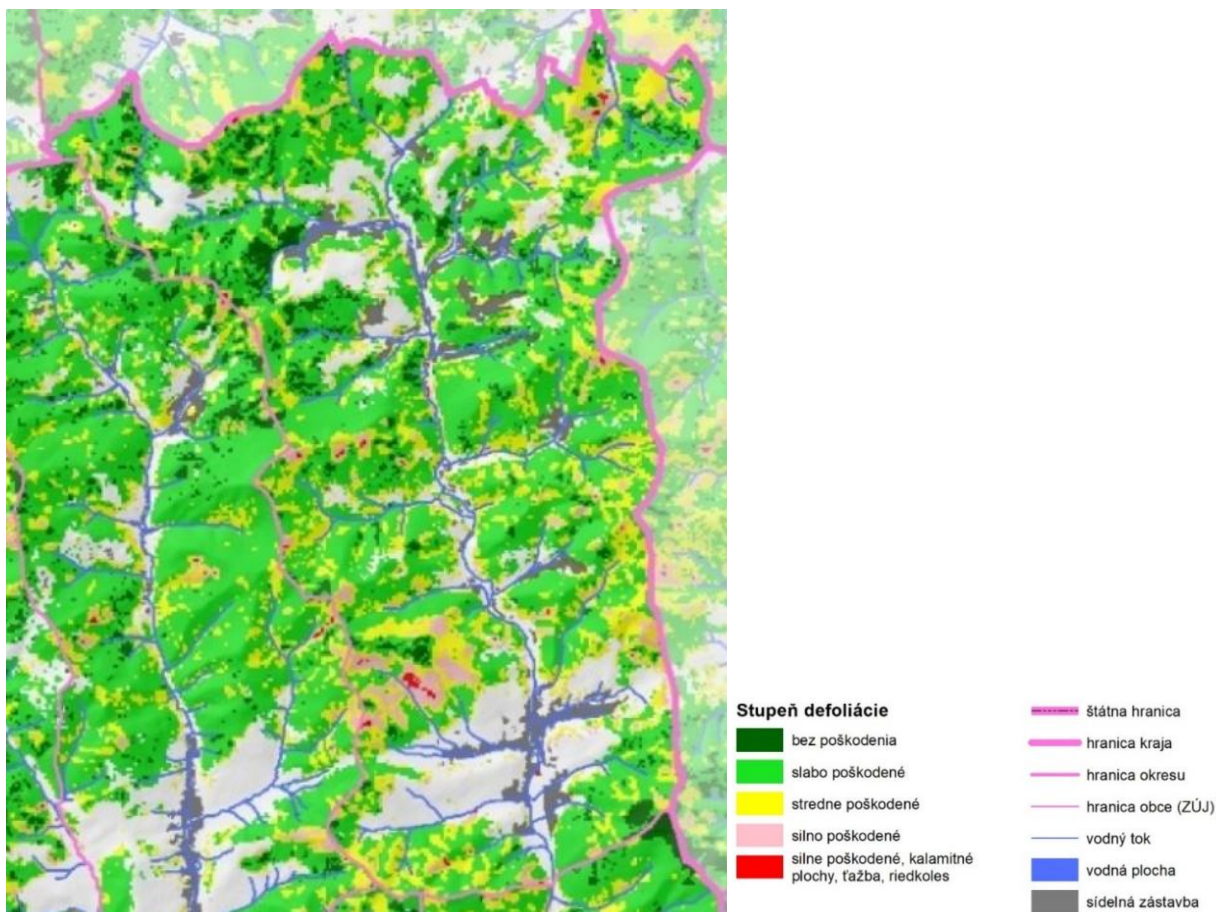 Stupeň defoliácie
bez poškodenia
slabo poškodené
stredne poškodené
silno poškodené
silne poškodené, kalamitné
plochy, ťažba, riedkoles
štátna hranica
hranica kraja
hranica okresu
hranica obce (ZÚJ)
vodný tok
vodná plocha
sídelná zástavba